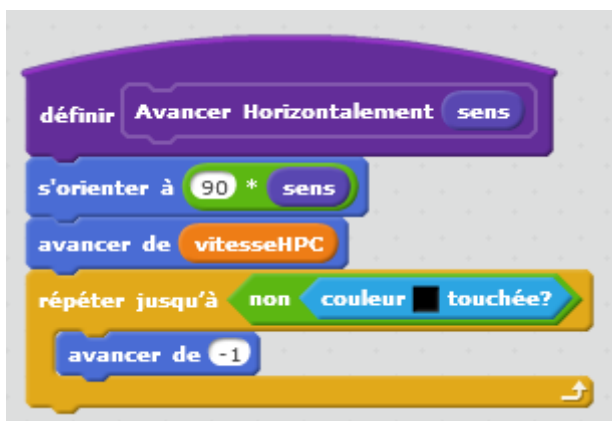 définir Avancer Horizontalement sens
s'orienter à 90 * sens
avancer de vitesseHPC
répéter jusqu'à non couleur touchée?
avancer de -1